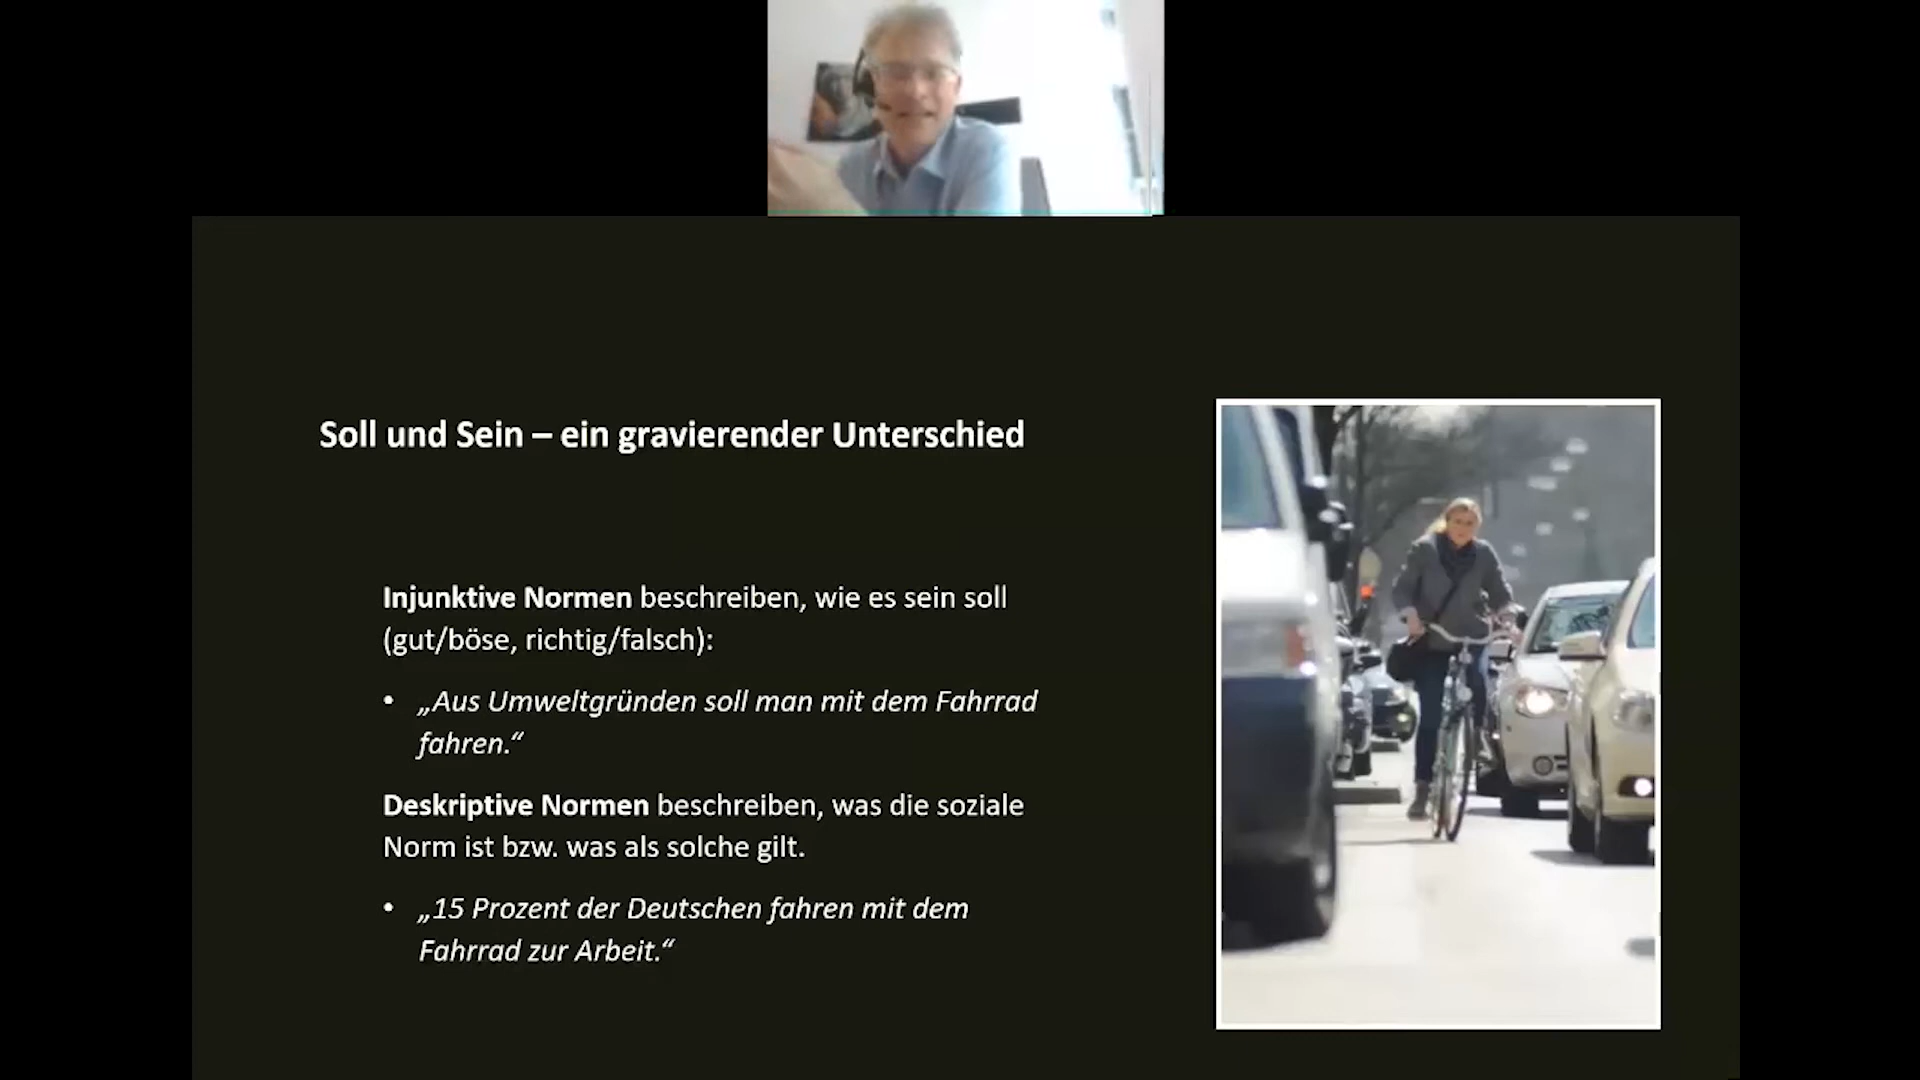 Soll und Sein – ein gravierender Unterschied
Injunktive Normen beschreiben, wie es sein soll
(gut/böse, richtig/falsch):
• „Aus Umweltgründen soll man mit dem Fahrrad
fahren.“
Deskriptive Normen beschreiben, was die soziale
Norm ist bzw. was als solche gilt.
• „15 Prozent der Deutschen fahren mit dem
Fahrrad zur Arbeit.“